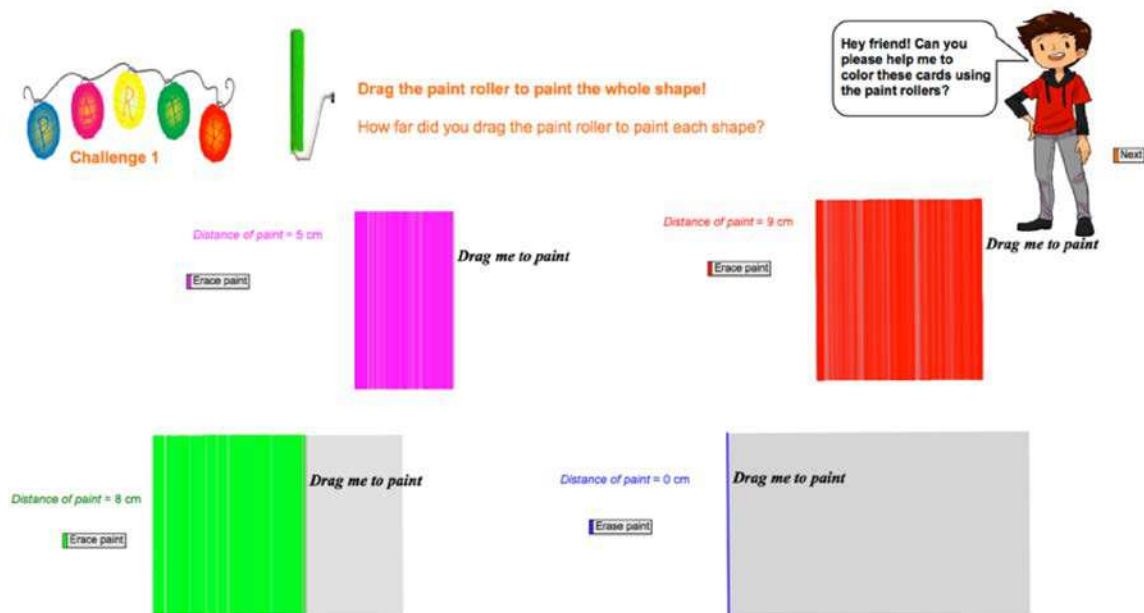 P A R T Y
Challenge 1
Drag the paint roller to paint the whole shape!
How far did you drag the paint roller to paint each shape?
Hey friend! Can you
please help me to
color these cards using
the paint rollers?
Next
Distance of paint = 5 cm
Erace paint
Drag me to paint
Distance of paint = 9 cm
Erace paint
Drag me to paint
Distance of paint = 8 cm
Erace paint
Drag me to paint
Distance of paint = 0 cm
Erase paint
Drag me to paint